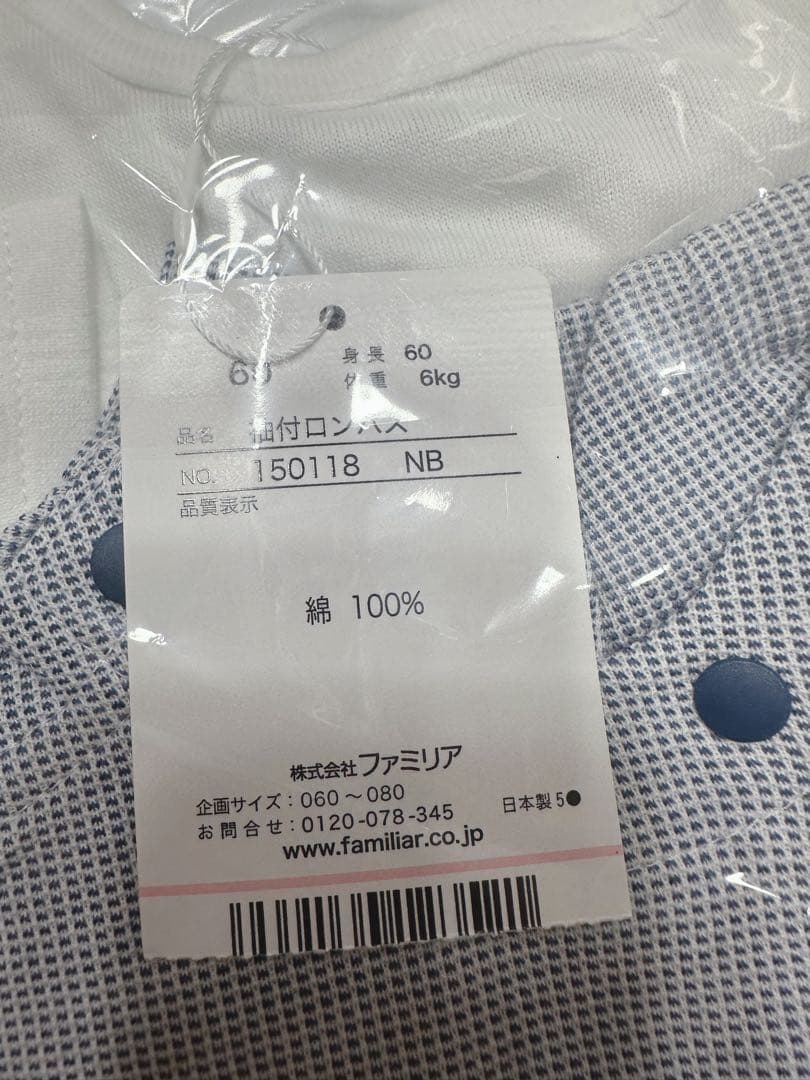 60 身長 60
体重 6kg
品名 袖付ロンパス
NO. 150118 NB
品質表示
綿 100%
株式会社ファミリア
企画サイズ:060〜080
お問合せ:0120-078-345
日本製 5●
www.familiar.co.jp